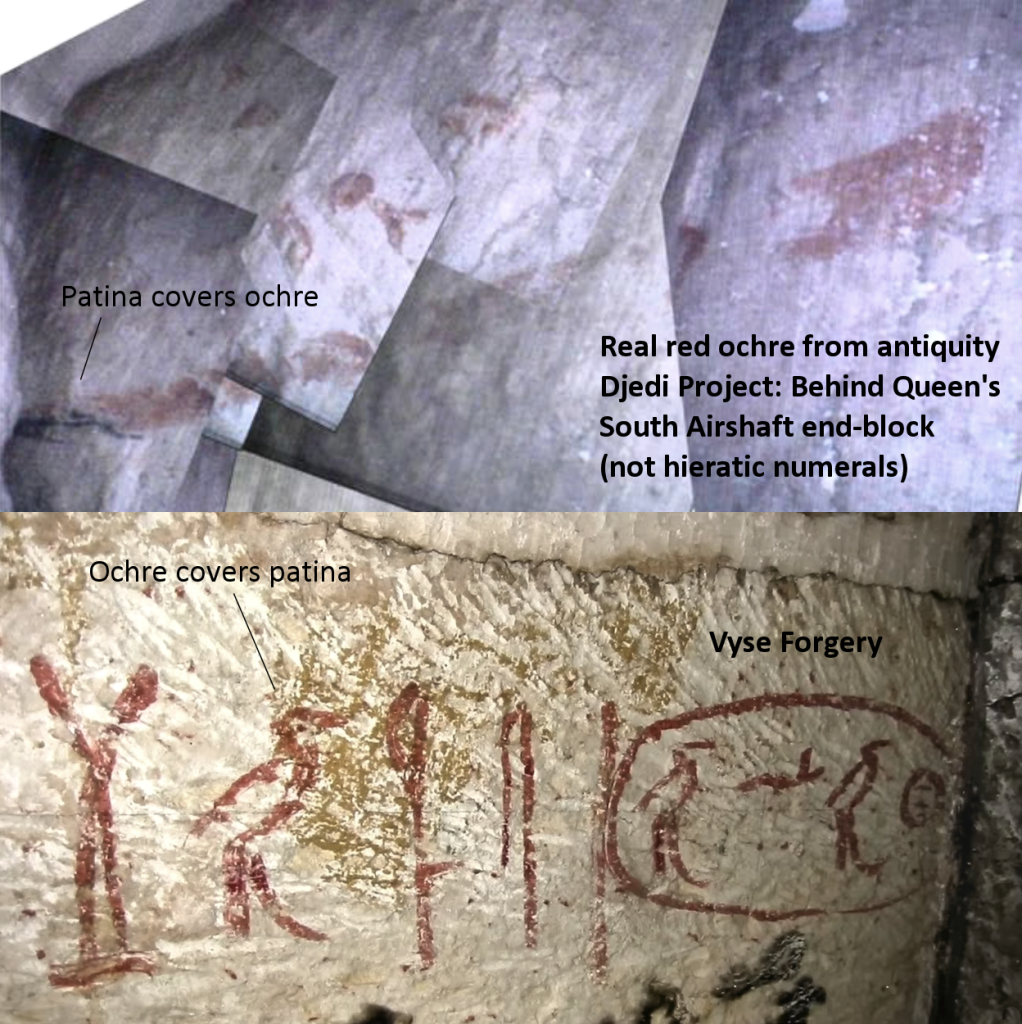 Patina covers ochre
Real red ochre from antiquity
Djedi Project: Behind Queen's
South Airshaft end-block
(not hieratic numerals)
Ochre covers patina
Vyse Forgery